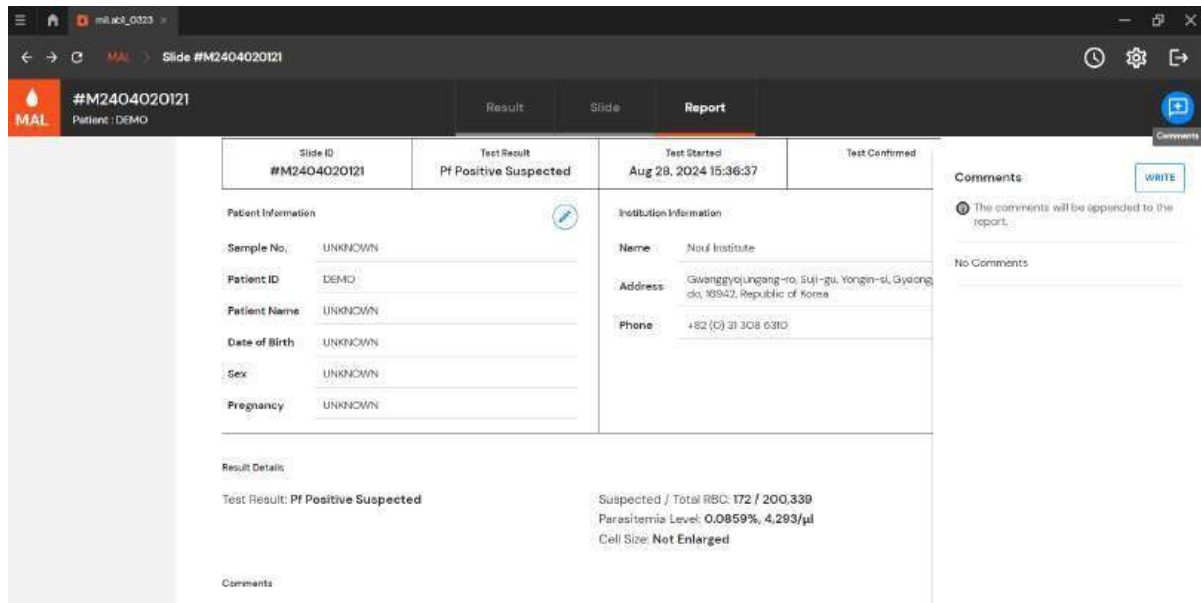 miLab1_0323
MAL > Slide #M2404020121
MAL
#M2404020121
Patient : DEMO
Result
Slide
Report
Comments
Slide ID
#M2404020121
Test Result
Pf Positive Suspected
Test Started
Aug 28, 2024 15:36:37
Test Confirmed
Patient Information
Sample No. UNKNOWN
Patient ID DEMO
Patient Name UNKNOWN
Date of Birth UNKNOWN
Sex UNKNOWN
Pregnancy UNKNOWN
Institution Information
Name Noul Institute
Address Gwanggyojungang-ro, Suji-gu, Yongin-si, Gyeong
do, 16942, Republic of Korea
Phone +82 (0) 31 308 6310
Result Details
Test Result: Pf Positive Suspected
Suspected / Total RBC: 172 / 200,339
Parasitemia Level: 0.0859%, 4,293/µl
Cell Size: Not Enlarged
Comments
Comments
WRITE
The comments will be appended to the
report.
No Comments